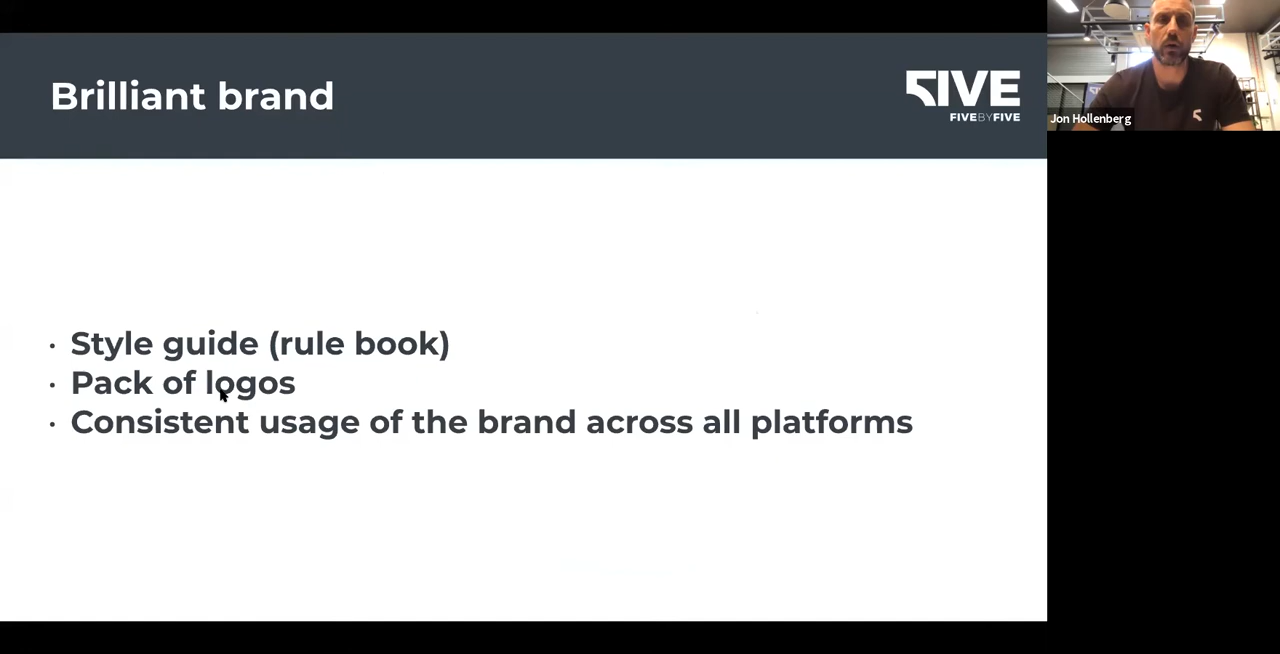 Brilliant brand
5IVE
FIVEBYFIVE
Jon Hollenberg
· Style guide (rule book)
· Pack of logos
· Consistent usage of the brand across all platforms